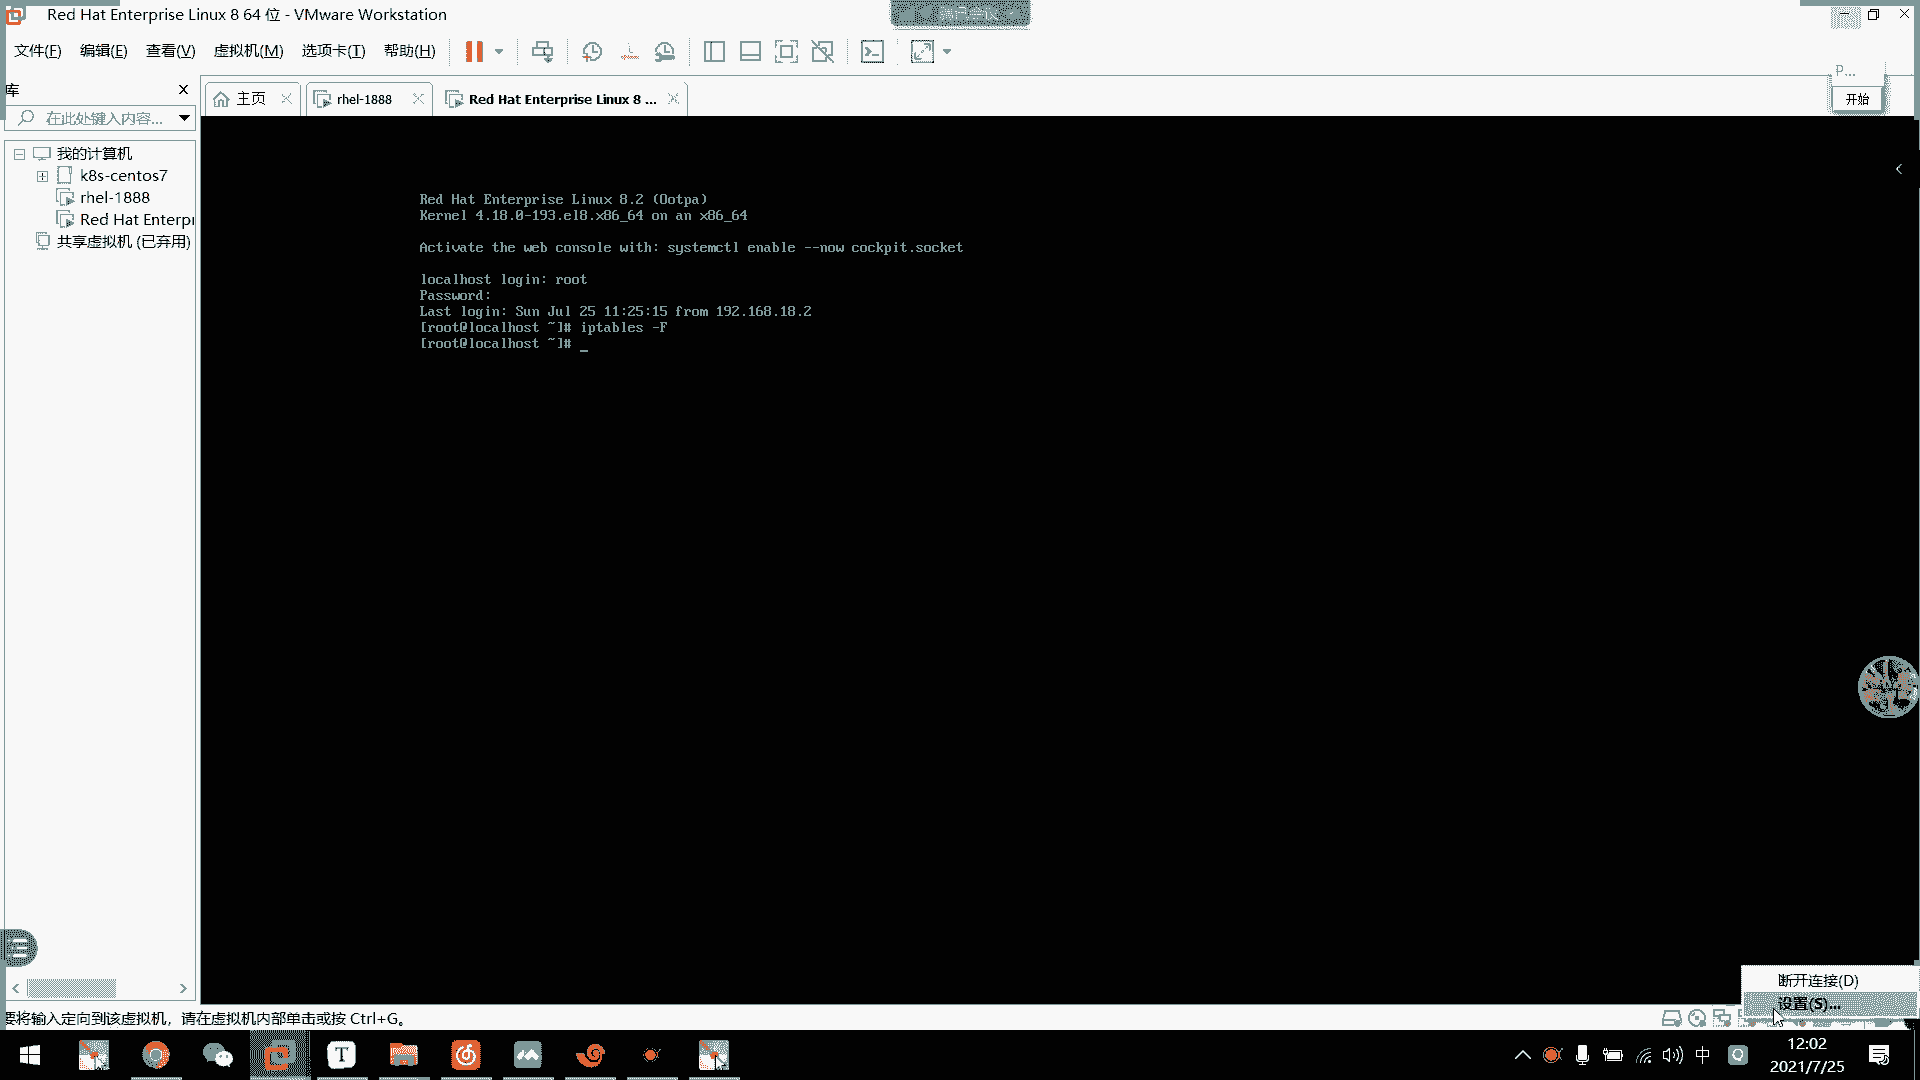 Red Hat Enterprise Linux 8 64 位 - VMware Workstation
文件(F) 编辑(E) 查看(V) 虚拟机(M) 选项卡(T) 帮助(H)
P...
开始
库
在此处键入内容...
主页
rhel-1888
Red Hat Enterprise Linux 8 ...
我的计算机
k8s-centos7
rhel-1888
Red Hat Enterpr
共享虚拟机 (已弃用)
Red Hat Enterprise Linux 8.2 (Ootpa)
Kernel 4.18.0-193.el8.x86_64 on an x86_64
Activate the web console with: systemctl enable --now cockpit.socket
localhost login: root
Password:
Last login: Sun Jul 25 11:25:15 from 192.168.18.2
[root@localhost ~]# iptables -F
[root@localhost ~]# _
断开连接(D)
设置(S)...
要将输入定向到该虚拟机，请在虚拟机内部单击或按 Ctrl+G。
中
12:02
2021/7/25